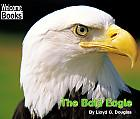 Welcome
Books
The Bald Eagle
By Lloyd G. Douglas